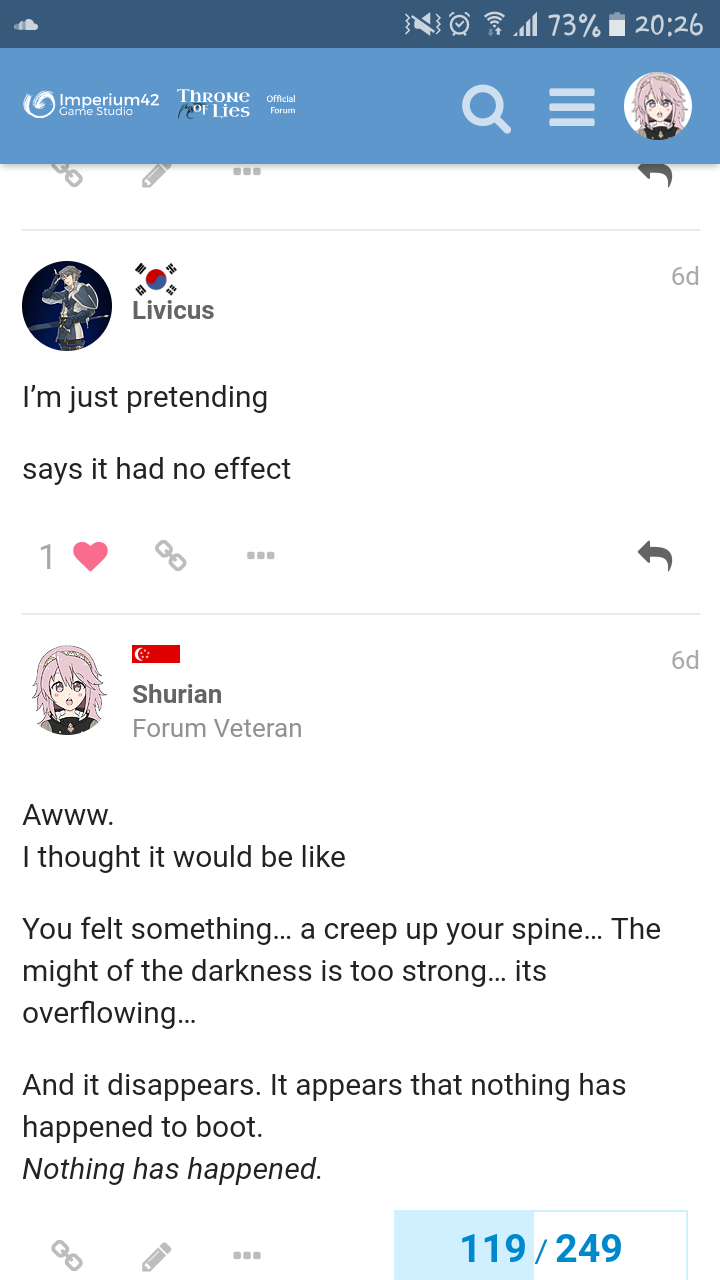 73% 20:26
Imperium42 Game Studio THRONE OF LIES Official Forum
6d
Livicus
I’m just pretending
says it had no effect
1
6d
Shurian
Forum Veteran
Awww.
I thought it would be like
You felt something… a creep up your spine… The
might of the darkness is too strong… its
overflowing…
And it disappears. It appears that nothing has
happened to boot.
Nothing has happened.
119 / 249